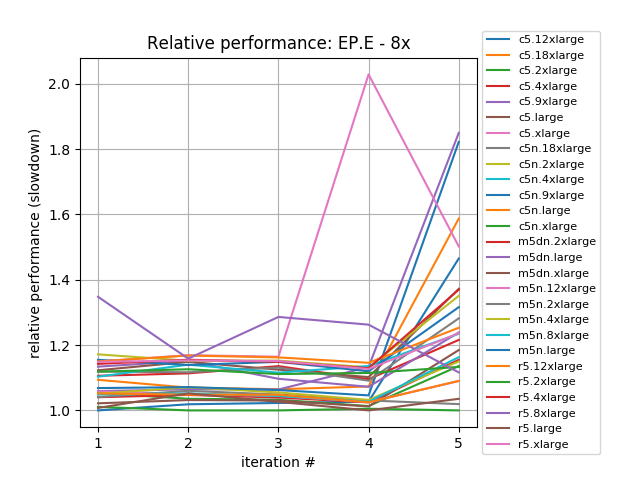 Relative performance: EP.E - 8x
relative performance (slowdown)
2.0
1.8
1.6
1.4
1.2
1.0
1 2 3 4 5
iteration #
c5.12xlarge
c5.18xlarge
c5.2xlarge
c5.4xlarge
c5.9xlarge
c5.large
c5.xlarge
c5n.18xlarge
c5n.2xlarge
c5n.4xlarge
c5n.9xlarge
c5n.large
c5n.xlarge
m5dn.2xlarge
m5dn.large
m5dn.xlarge
m5n.12xlarge
m5n.2xlarge
m5n.4xlarge
m5n.8xlarge
m5n.large
r5.12xlarge
r5.2xlarge
r5.4xlarge
r5.8xlarge
r5.large
r5.xlarge